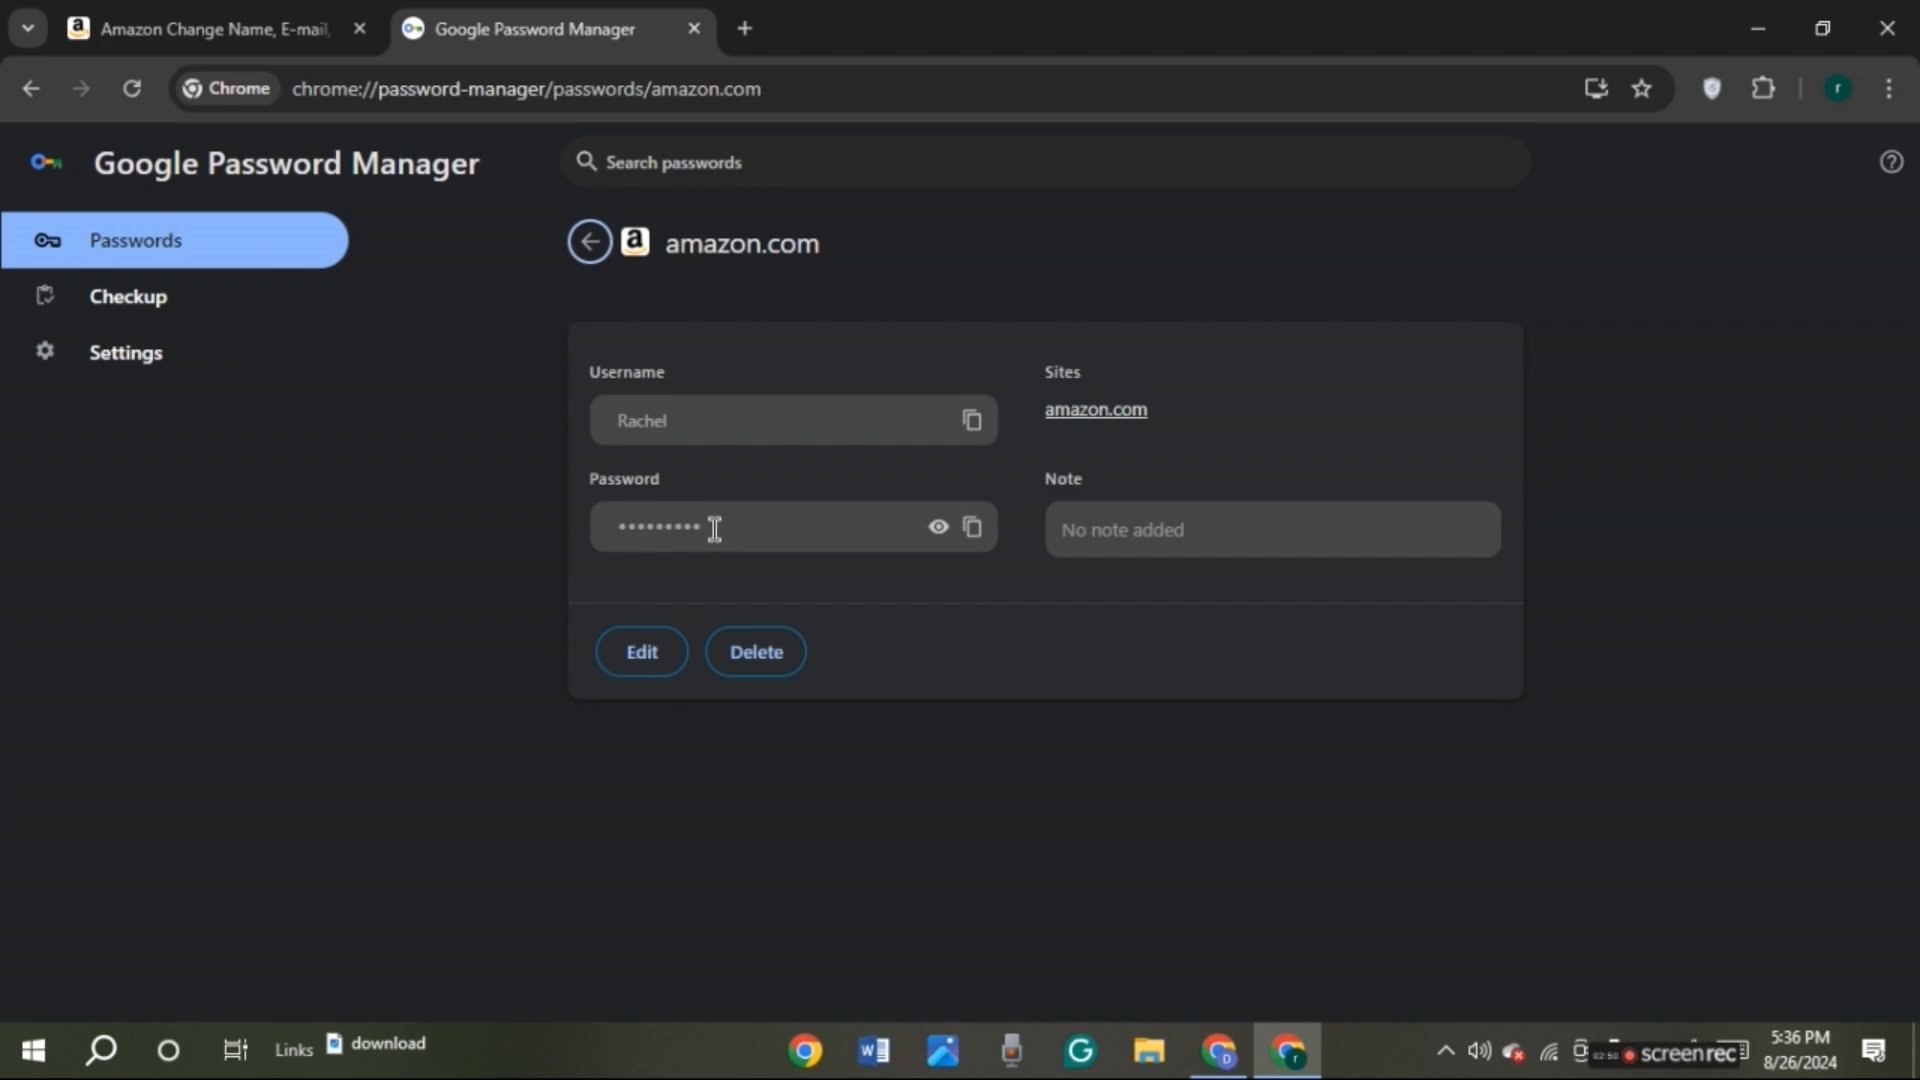 Amazon Change Name, E-mail,
Google Password Manager
Chrome
chrome://password-manager/passwords/amazon.com
r
Google Password Manager
Search passwords
Passwords
Checkup
Settings
a amazon.com
Username
Rachel
Sites
amazon.com
Password
•••••••••
Note
No note added
Edit
Delete
Links
download
02:50
screenrec
5:36 PM
8/26/2024